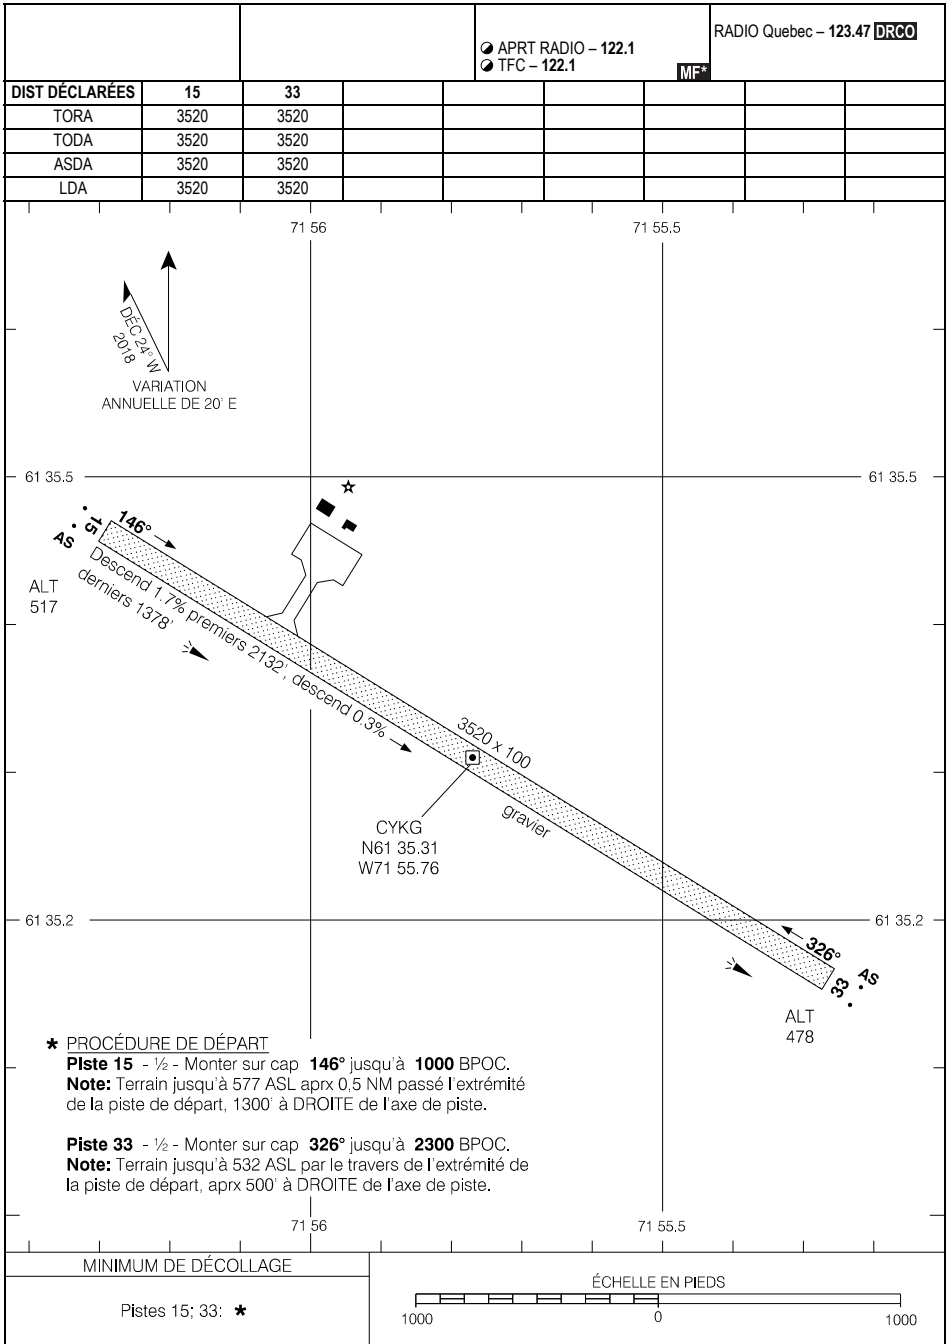 APRT RADIO – 122.1
TFC – 122.1
MF*
RADIO Quebec – 123.47 DRCO
DIST DÉCLARÉES 15 33
TORA 3520 3520
TODA 3520 3520
ASDA 3520 3520
LDA 3520 3520
71 56 71 55.5
DÉC 24° W
2018
VARIATION
ANNUELLE DE 20' E
61 35.5 61 35.5
15
146°
AS
ALT
517
Descend 1.7% premiers 2132', descend 0.3%
derniers 1378'
3520 x 100
gravier
CYKG
N61 35.31
W71 55.76
61 35.2 61 35.2
326°
33
AS
ALT
478
* PROCÉDURE DE DÉPART
Piste 15 - ½ - Monter sur cap 146° jusqu'à 1000 BPOC.
Note: Terrain jusqu'à 577 ASL aprx 0,5 NM passé l'extrémité
de la piste de départ, 1300' à DROITE de l'axe de piste.
Piste 33 - ½ - Monter sur cap 326° jusqu'à 2300 BPOC.
Note: Terrain jusqu'à 532 ASL par le travers de l'extrémité de
la piste de départ, aprx 500' à DROITE de l'axe de piste.
71 56 71 55.5
MINIMUM DE DÉCOLLAGE
Pistes 15; 33: *
ÉCHELLE EN PIEDS
1000 0 1000